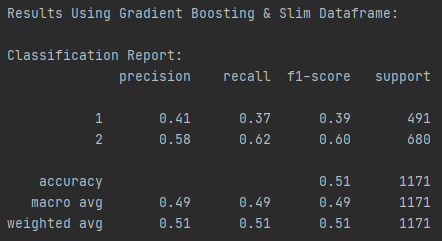 Results Using Gradient Boosting & Slim Dataframe:
Classification Report:
precision recall f1-score support
1 0.41 0.37 0.39 491
2 0.58 0.62 0.60 680
accuracy 0.51 1171
macro avg 0.49 0.49 0.49 1171
weighted avg 0.51 0.51 0.51 1171